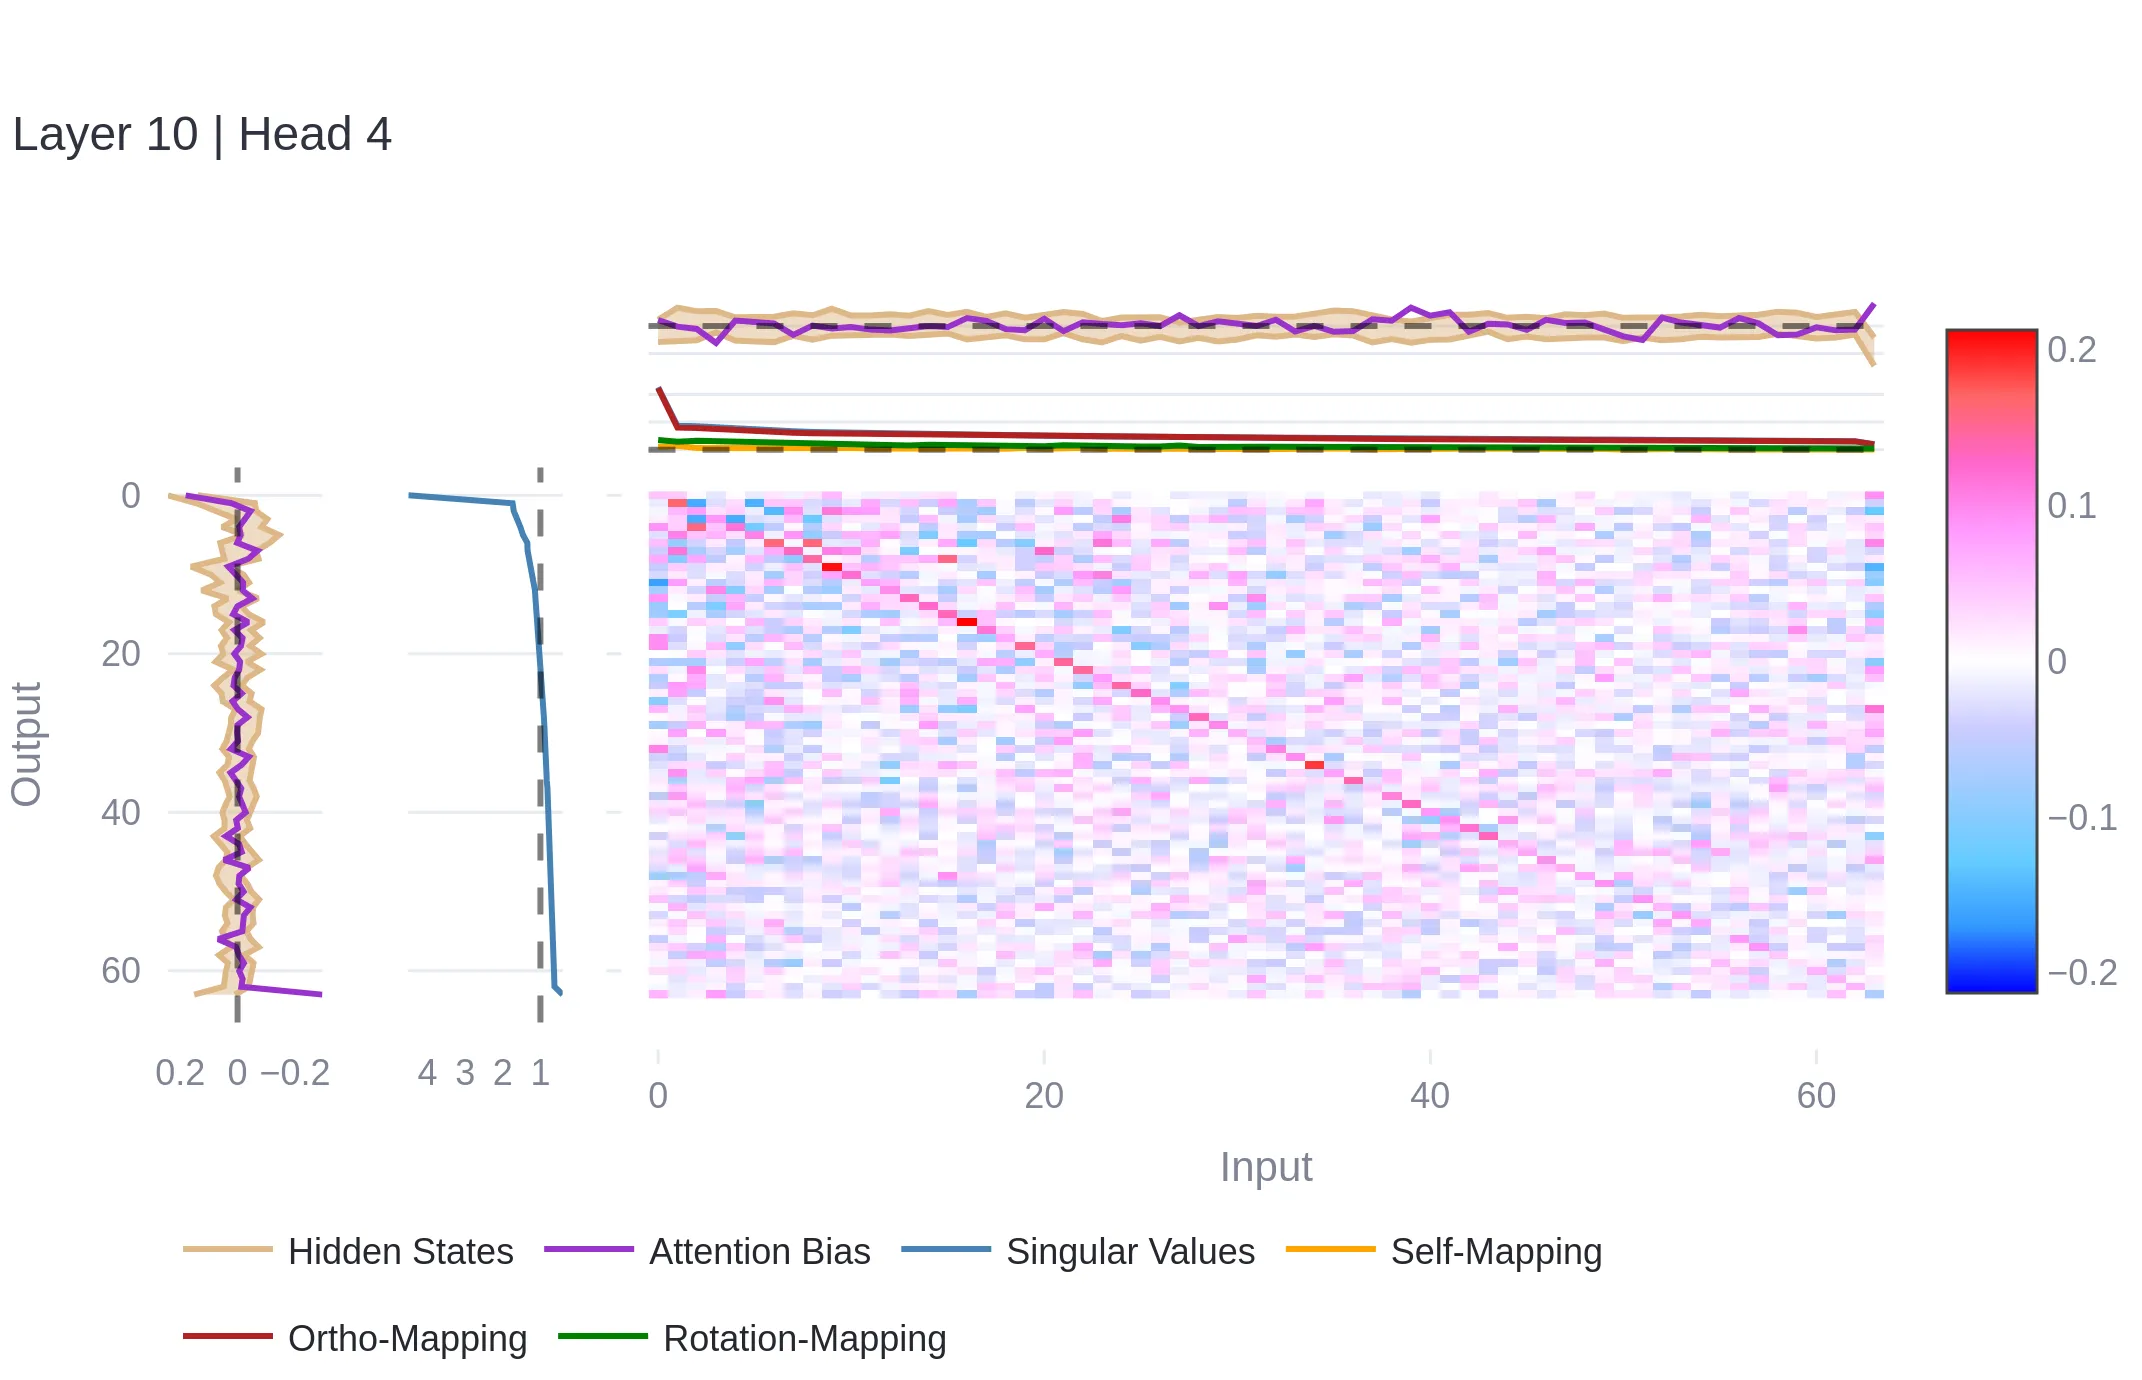 Layer 10 | Head 4
0.2
0.1
0
−0.1
−0.2
0
20
40
60
Output
0.2 0 −0.2
4 3 2 1
0 20 40 60
Input
Hidden States Attention Bias Singular Values Self-Mapping
Ortho-Mapping Rotation-Mapping